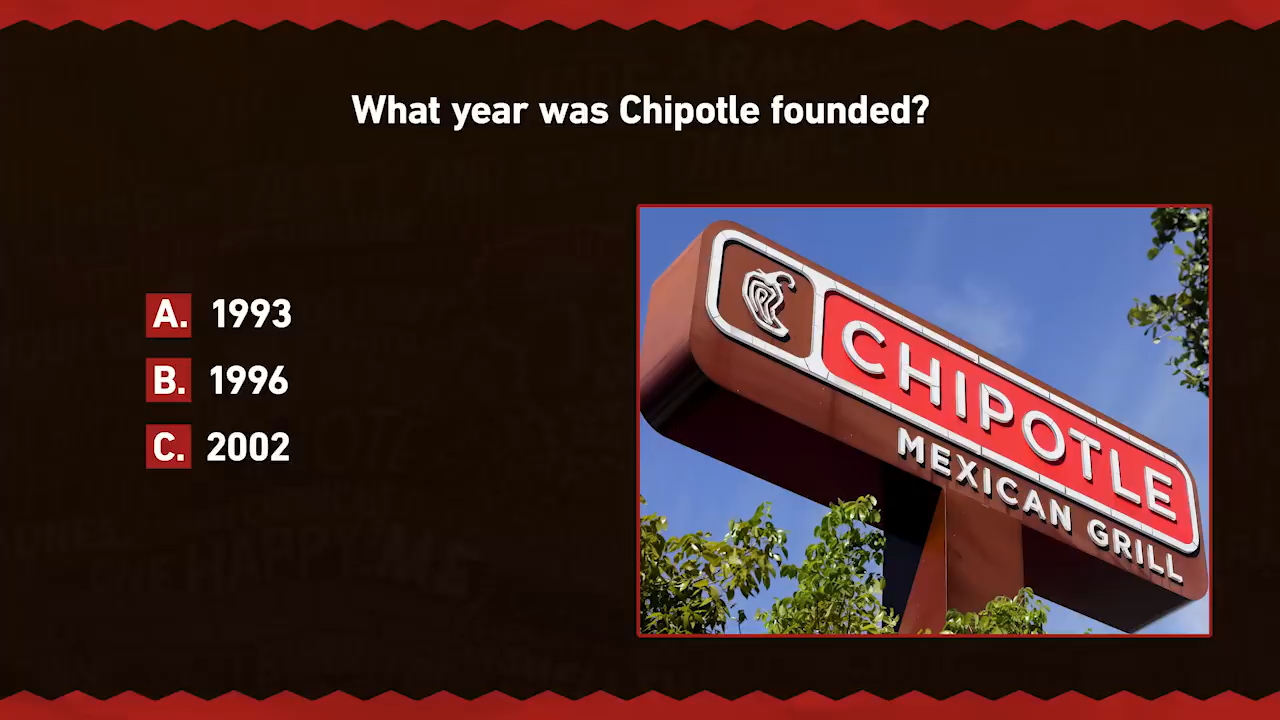 What year was Chipotle founded?
A. 1993
B. 1996
C. 2002
CHIPOTLE
MEXICAN GRILL